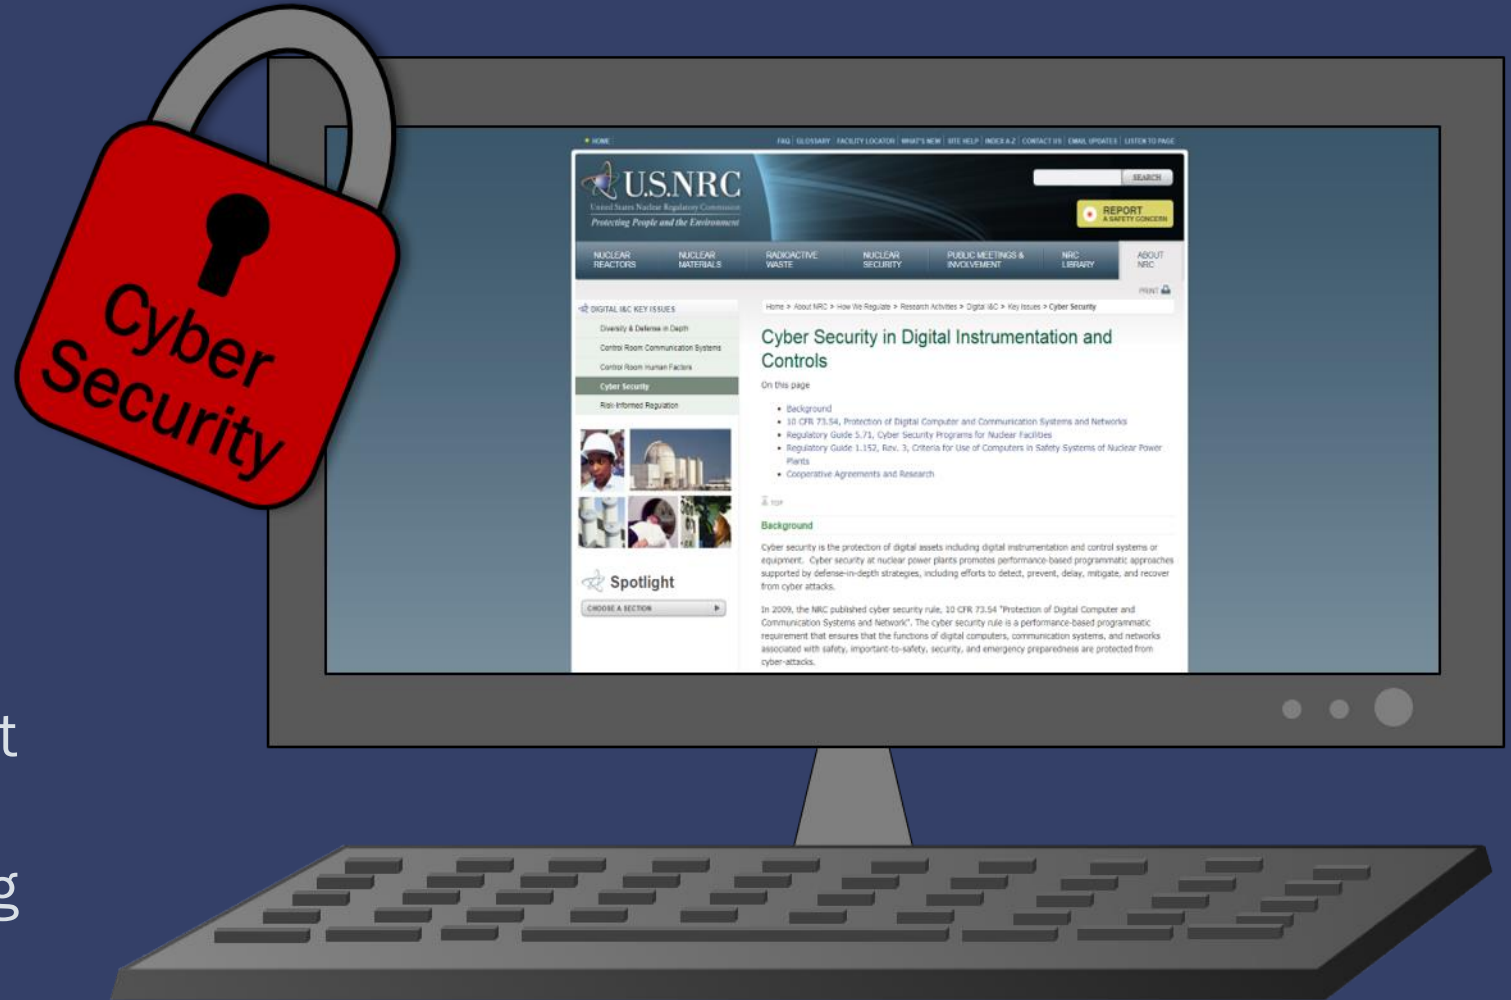 Cyber
Security
HOME
FAQ | GLOSSARY | FACILITY LOCATOR | WHAT'S NEW | SITE HELP | INDEX A-Z | CONTACT US | EMAIL UPDATES | LISTEN TO PAGE
U.S.NRC
United States Nuclear Regulatory Commission
Protecting People and the Environment
SEARCH
REPORT
A SAFETY CONCERN
NUCLEAR
REACTORS
NUCLEAR
MATERIALS
RADIOACTIVE
WASTE
NUCLEAR
SECURITY
PUBLIC MEETINGS &
INVOLVEMENT
NRC
LIBRARY
ABOUT
NRC
PRINT
DIGITAL I&C KEY ISSUES
Diversity & Defense in Depth
Control Room Communication Systems
Control Room Human Factors
Cyber Security
Risk-Informed Regulation
Spotlight
CHOOSE A SECTION
Home > About NRC > How We Regulate > Research Activities > Digital I&C > Key Issues > Cyber Security
Cyber Security in Digital Instrumentation and
Controls
On this page
• Background
• 10 CFR 73.54, Protection of Digital Computer and Communication Systems and Networks
• Regulatory Guide 5.71, Cyber Security Programs for Nuclear Facilities
• Regulatory Guide 1.152, Rev. 3, Criteria for Use of Computers in Safety Systems of Nuclear Power
Plants
• Cooperative Agreements and Research
TOP
Background
Cyber security is the protection of digital assets including digital instrumentation and control systems or
equipment. Cyber security at nuclear power plants promotes performance-based programmatic approaches
supported by defense-in-depth strategies, including efforts to detect, prevent, delay, mitigate, and recover
from cyber attacks.
In 2009, the NRC published cyber security rule, 10 CFR 73.54 "Protection of Digital Computer and
Communication Systems and Network". The cyber security rule is a performance-based programmatic
requirement that ensures that the functions of digital computers, communication systems, and networks
associated with safety, important-to-safety, security, and emergency preparedness are protected from
cyber-attacks.
t
g